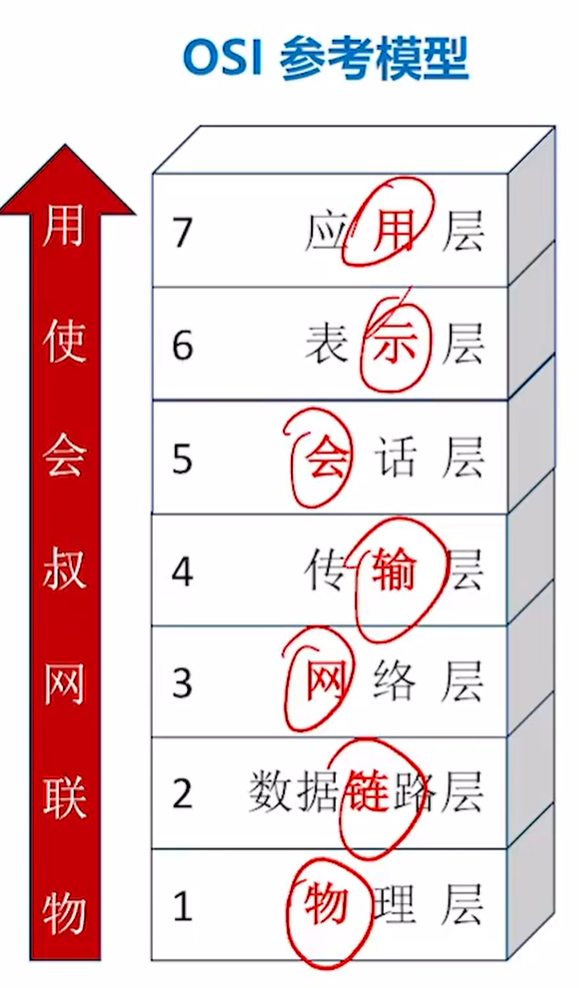 OSI 参考模型
用 7 应用层
使 6 表示层
会 5 会话层
叔 4 传输层
网 3 网络层
联 2 数据链路层
物 1 物理层